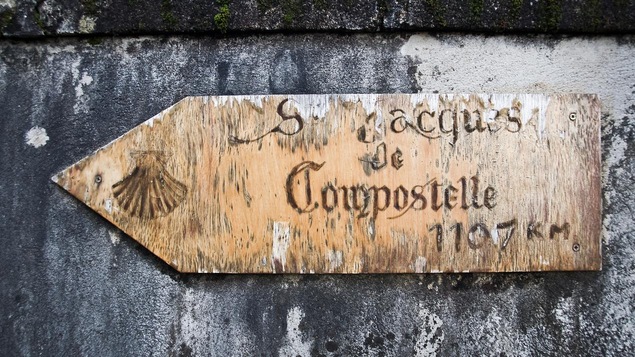 St Jacques
de
Compostelle
1107 KM